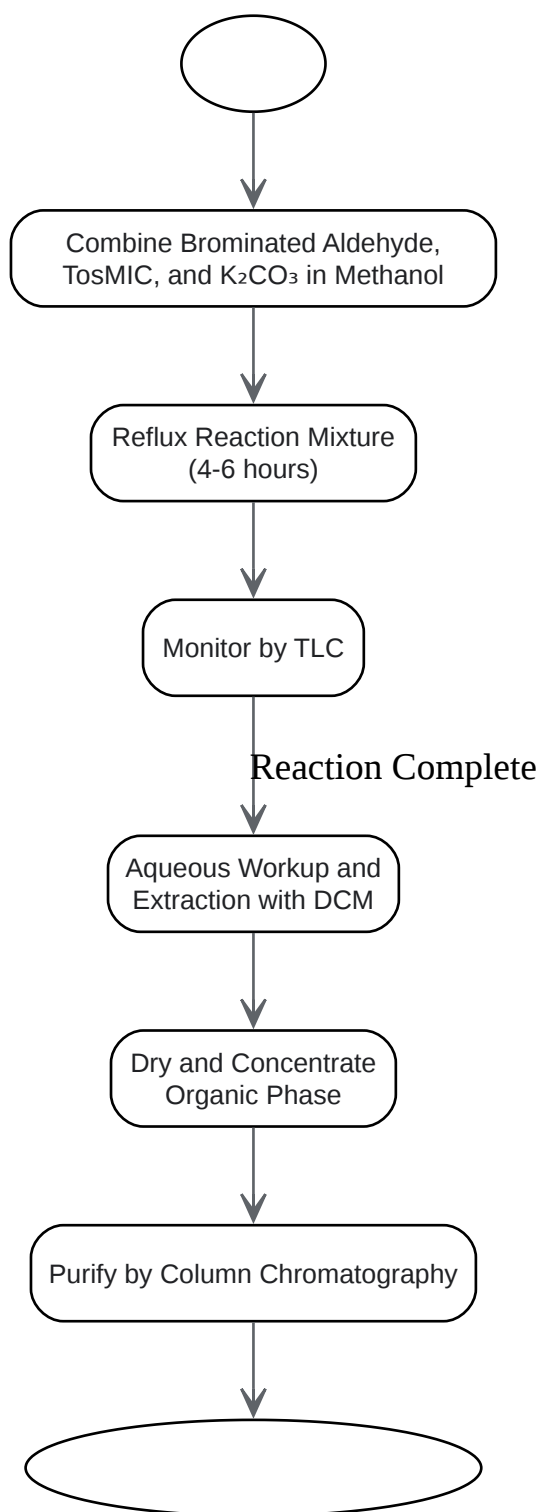 Combine Brominated Aldehyde,
TosMIC, and K₂CO₃ in Methanol
Reflux Reaction Mixture
(4-6 hours)
Monitor by TLC
Reaction Complete
Aqueous Workup and
Extraction with DCM
Dry and Concentrate
Organic Phase
Purify by Column Chromatography